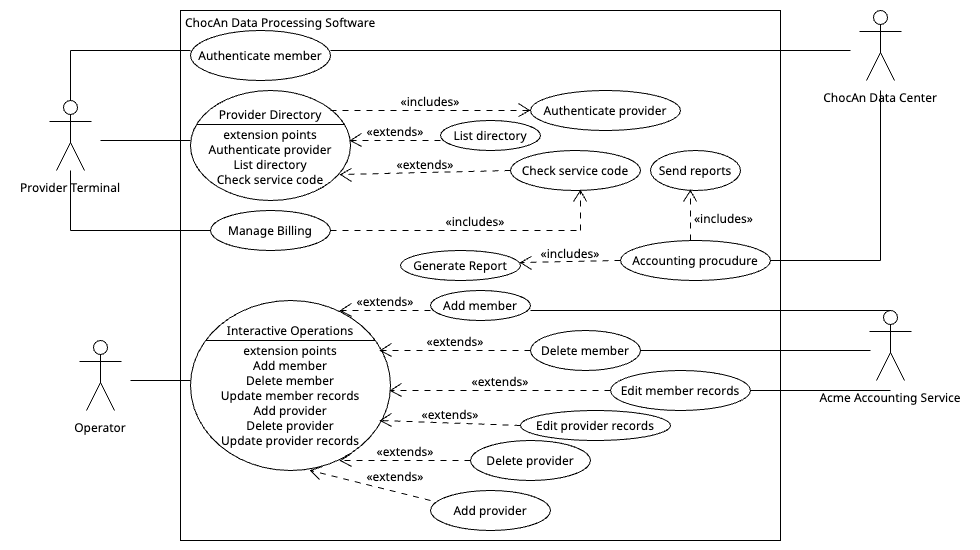 ChocAn Data Processing Software
Authenticate member
ChocAn Data Center
Provider Terminal
Provider Directory
extension points
Authenticate provider
List directory
Check service code
«includes»
Authenticate provider
«extends»
List directory
«extends»
Check service code
Send reports
Manage Billing
«includes»
«includes»
Generate Report
«includes»
Accounting procudure
Interactive Operations
extension points
Add member
Delete member
Update member records
Add provider
Delete provider
Update provider records
«extends»
Add member
«extends»
Delete member
«extends»
Edit member records
«extends»
Edit provider records
«extends»
Delete provider
«extends»
Add provider
Operator
Acme Accounting Service